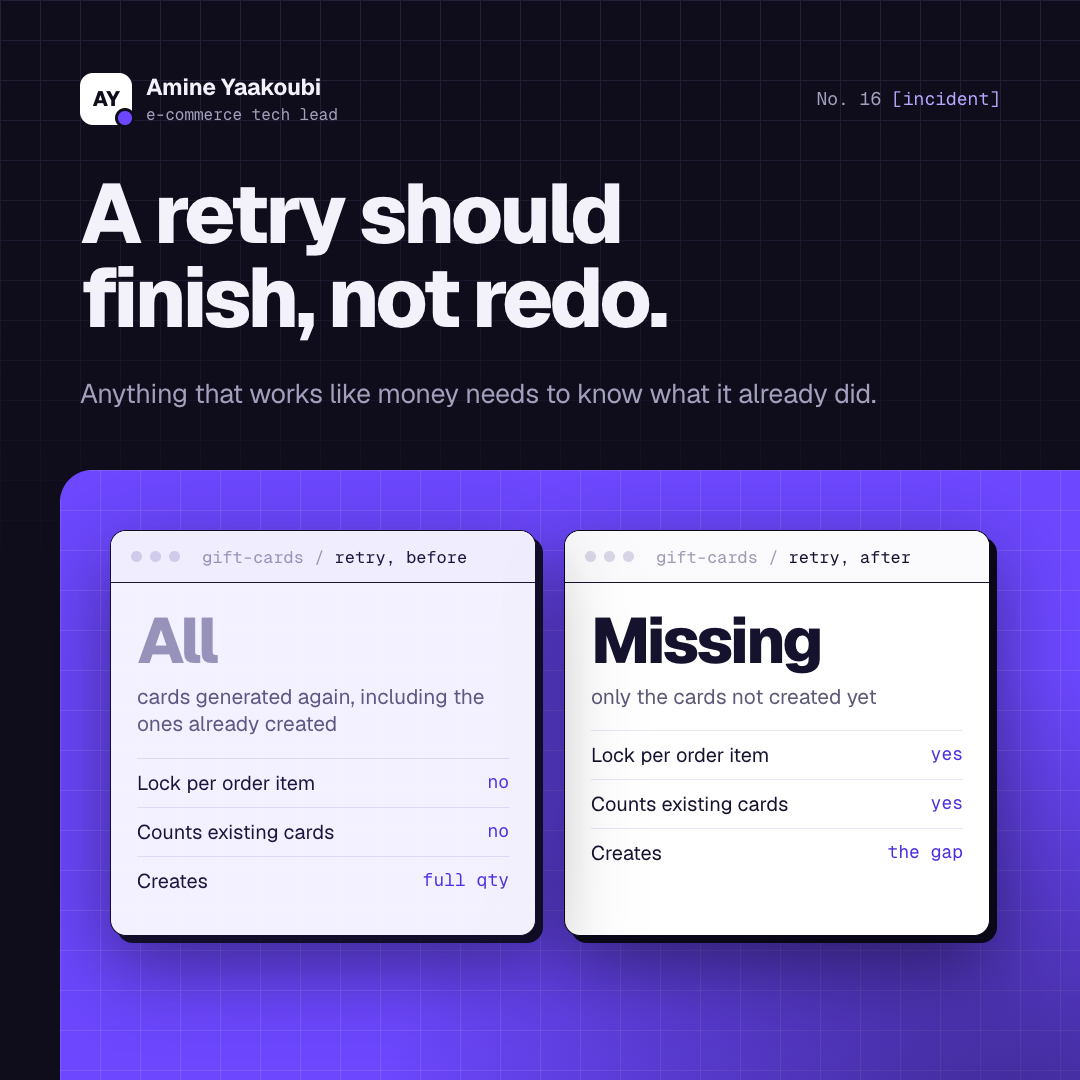 AY
Amine Yaakoubi
e-commerce tech lead
No. 16 [incident]
A retry should
finish, not redo.
Anything that works like money needs to know what it already did.
gift-cards / retry, before
All
cards generated again, including the
ones already created
Lock per order item no
Counts existing cards no
Creates full qty
gift-cards / retry, after
Missing
only the cards not created yet
Lock per order item yes
Counts existing cards yes
Creates the gap